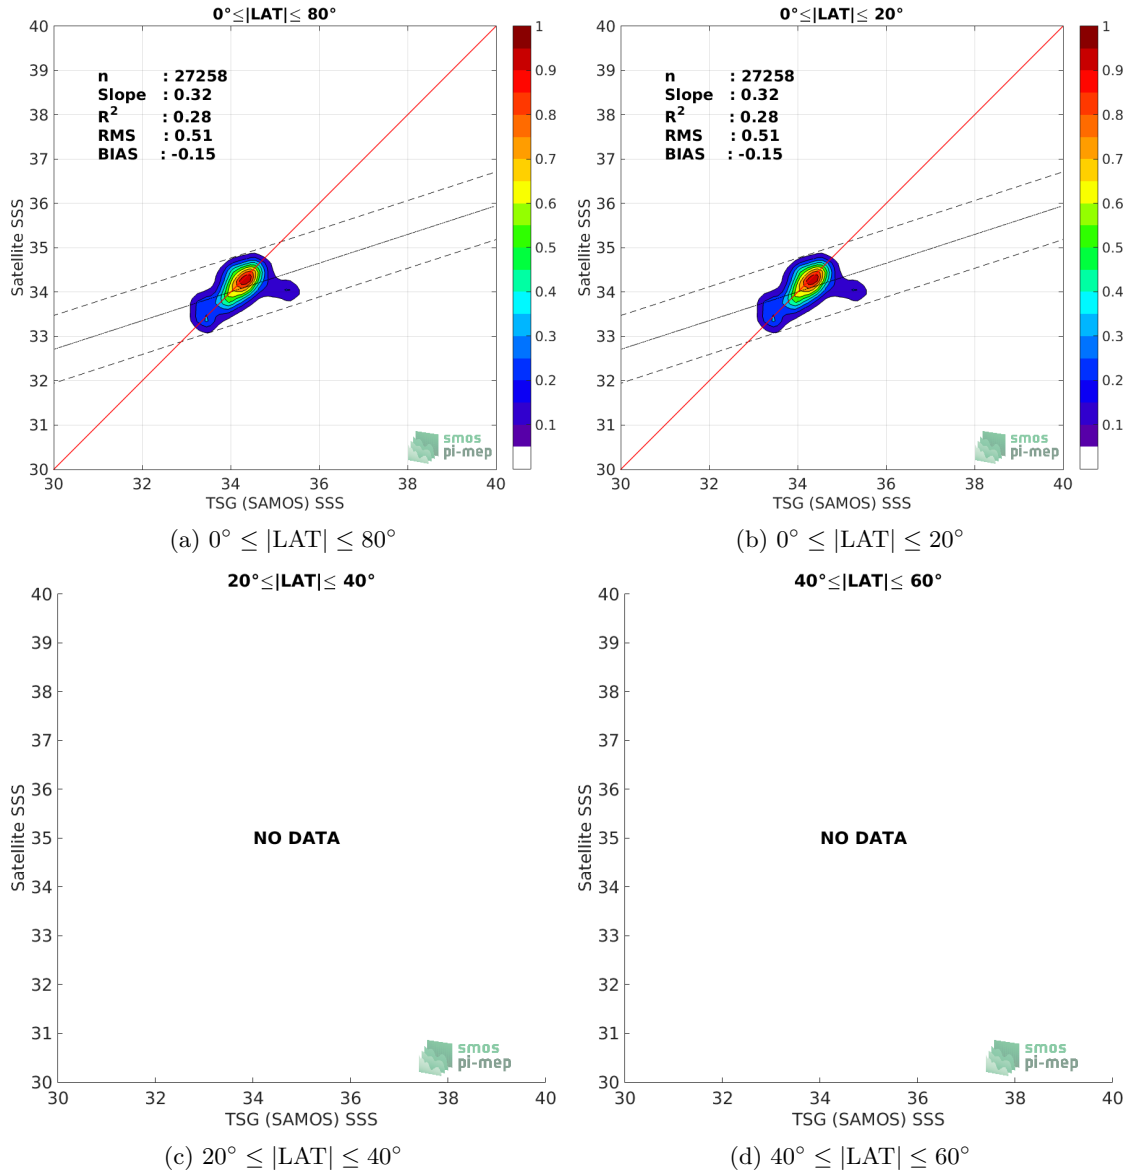 0°≤|LAT|≤ 80°
40
39
38
37
36
35
34
33
32
31
30
Satellite SSS
n : 27258
Slope : 0.32
R² : 0.28
RMS : 0.51
BIAS : -0.15
smos
pi-mep
30 32 34 36 38 40
TSG (SAMOS) SSS
1
0.9
0.8
0.7
0.6
0.5
0.4
0.3
0.2
0.1
(a) 0° ≤ |LAT| ≤ 80°
0°≤|LAT|≤ 20°
40
39
38
37
36
35
34
33
32
31
30
Satellite SSS
n : 27258
Slope : 0.32
R² : 0.28
RMS : 0.51
BIAS : -0.15
smos
pi-mep
30 32 34 36 38 40
TSG (SAMOS) SSS
1
0.9
0.8
0.7
0.6
0.5
0.4
0.3
0.2
0.1
(b) 0° ≤ |LAT| ≤ 20°
20°≤|LAT|≤ 40°
40
39
38
37
36
35
34
33
32
31
30
Satellite SSS
NO DATA
smos
pi-mep
30 32 34 36 38 40
TSG (SAMOS) SSS
(c) 20° ≤ |LAT| ≤ 40°
40°≤|LAT|≤ 60°
40
39
38
37
36
35
34
33
32
31
30
Satellite SSS
NO DATA
smos
pi-mep
30 32 34 36 38 40
TSG (SAMOS) SSS
(d) 40° ≤ |LAT| ≤ 60°